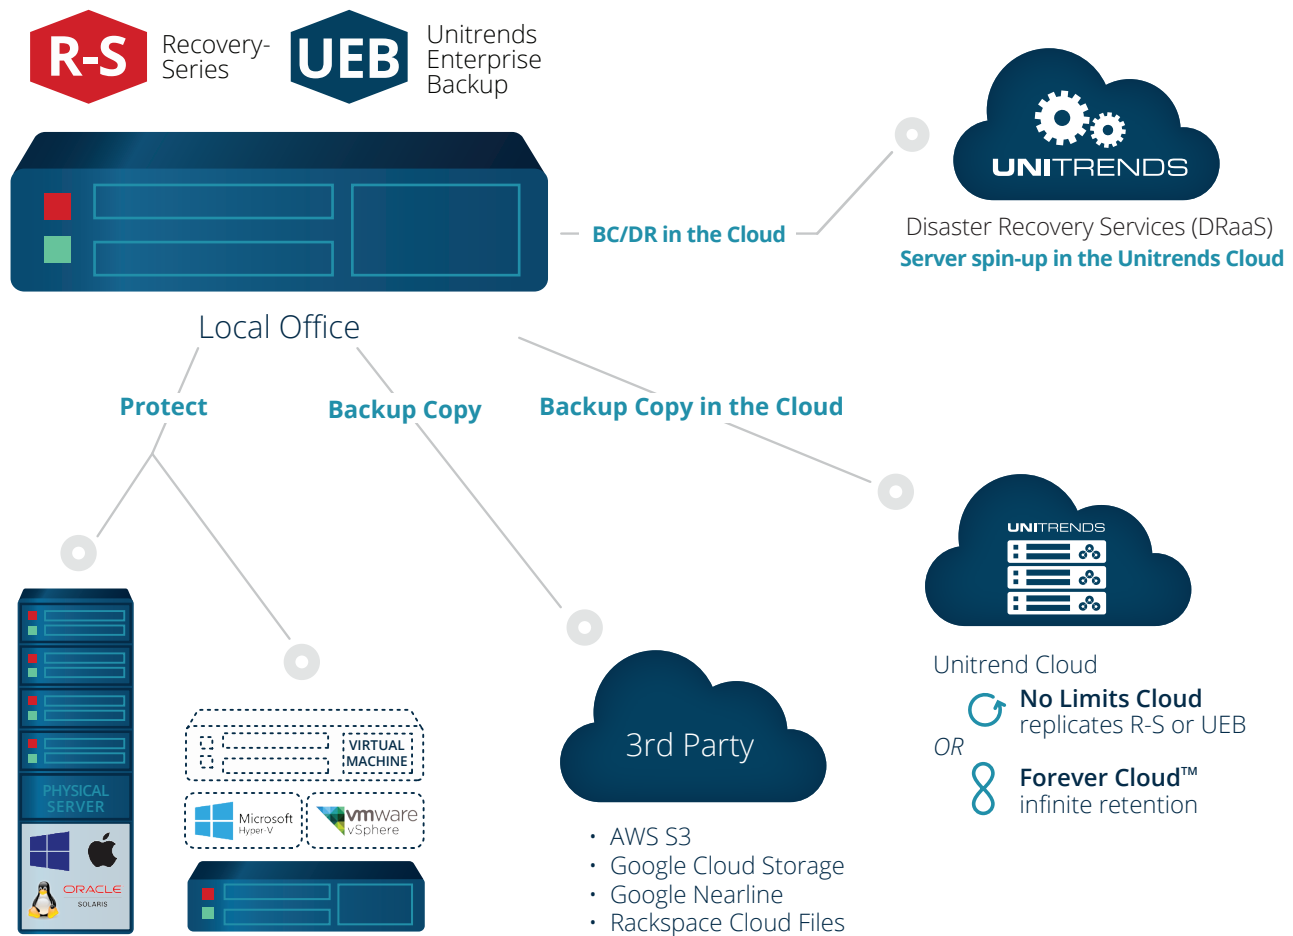 R-S
Recovery-
Series
UEB
Unitrends
Enterprise
Backup
UNITRENDS
Disaster Recovery Services (DRaaS)
Server spin-up in the Unitrends Cloud
BC/DR in the Cloud
Local Office
Protect
Backup Copy
Backup Copy in the Cloud
UNITRENDS
Unitrend Cloud
No Limits Cloud
replicates R-S or UEB
OR
Forever Cloud™
infinite retention
3rd Party
• AWS S3
• Google Cloud Storage
• Google Nearline
• Rackspace Cloud Files
VIRTUAL
MACHINE
Microsoft
Hyper-V
vmware
vSphere
PHYSICAL
SERVER
ORACLE
SOLARIS